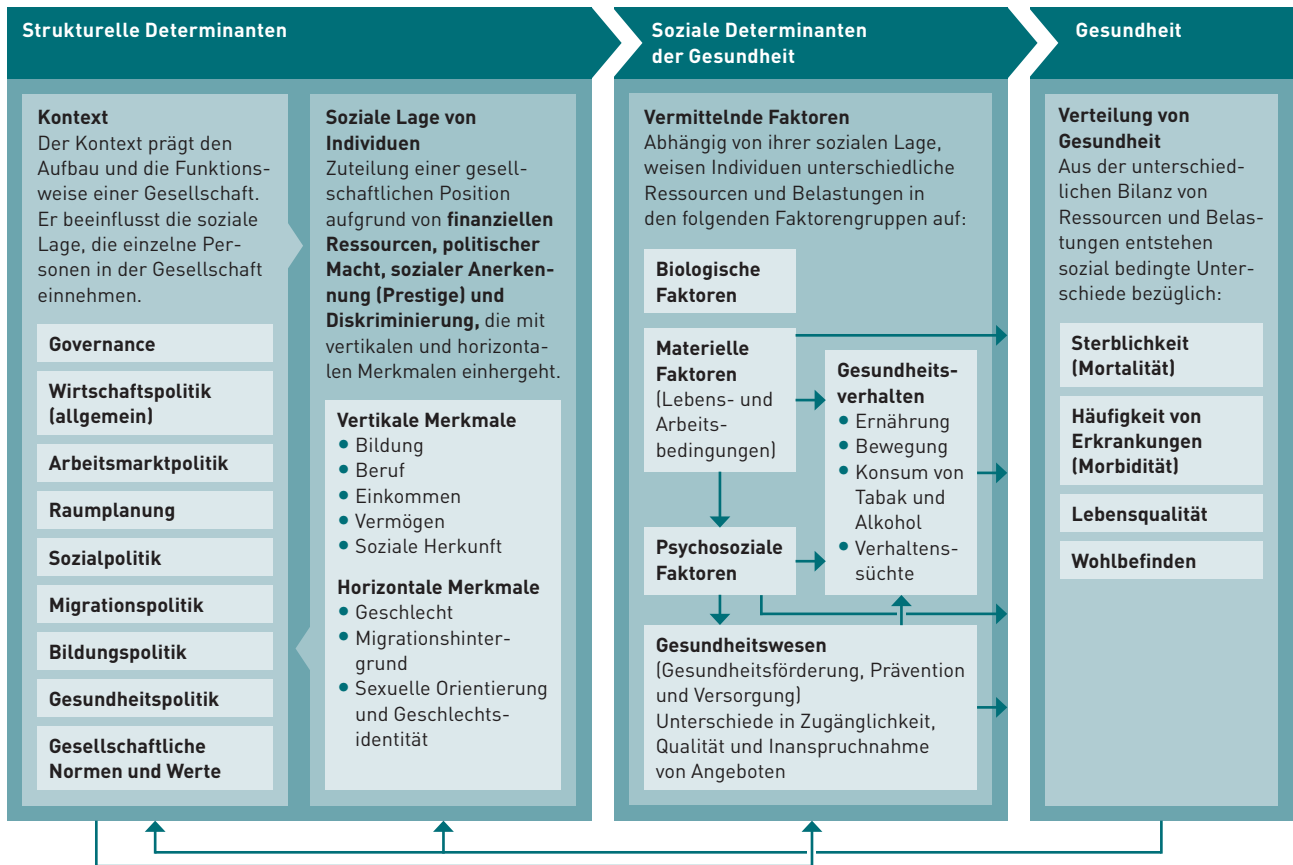 Strukturelle Determinanten
Soziale Determinanten
der Gesundheit
Gesundheit
Kontext
Der Kontext prägt den
Aufbau und die Funktions-
weise einer Gesellschaft.
Er beeinflusst die soziale
Lage, die einzelne Per-
sonen in der Gesellschaft
einnehmen.
Governance
Wirtschaftspolitik
(allgemein)
Arbeitsmarktpolitik
Raumplanung
Sozialpolitik
Migrationspolitik
Bildungspolitik
Gesundheitspolitik
Gesellschaftliche
Normen und Werte
Soziale Lage von
Individuen
Zuteilung einer gesell-
schaftlichen Position
aufgrund von finanziellen
Ressourcen, politischer
Macht, sozialer Anerken-
nung (Prestige) und
Diskriminierung, die mit
vertikalen und horizonta-
len Merkmalen einhergeht.
Vertikale Merkmale
• Bildung
• Beruf
• Einkommen
• Vermögen
• Soziale Herkunft
Horizontale Merkmale
• Geschlecht
• Migrationshinter-
grund
• Sexuelle Orientierung
und Geschlechts-
identität
Vermittelnde Faktoren
Abhängig von ihrer sozialen Lage,
weisen Individuen unterschiedliche
Ressourcen und Belastungen in
den folgenden Faktorengruppen auf:
Biologische
Faktoren
Materielle
Faktoren
(Lebens- und
Arbeits-
bedingungen)
Psychosoziale
Faktoren
Gesundheits-
verhalten
• Ernährung
• Bewegung
• Konsum von
Tabak und
Alkohol
• Verhaltens-
süchte
Gesundheitswesen
(Gesundheitsförderung, Prävention
und Versorgung)
Unterschiede in Zugänglichkeit,
Qualität und Inanspruchnahme
von Angeboten
Verteilung von
Gesundheit
Aus der unterschied-
lichen Bilanz von
Ressourcen und Belas-
tungen entstehen
sozial bedingte Unter-
schiede bezüglich:
Sterblichkeit
(Mortalität)
Häufigkeit von
Erkrankungen
(Morbidität)
Lebensqualität
Wohlbefinden